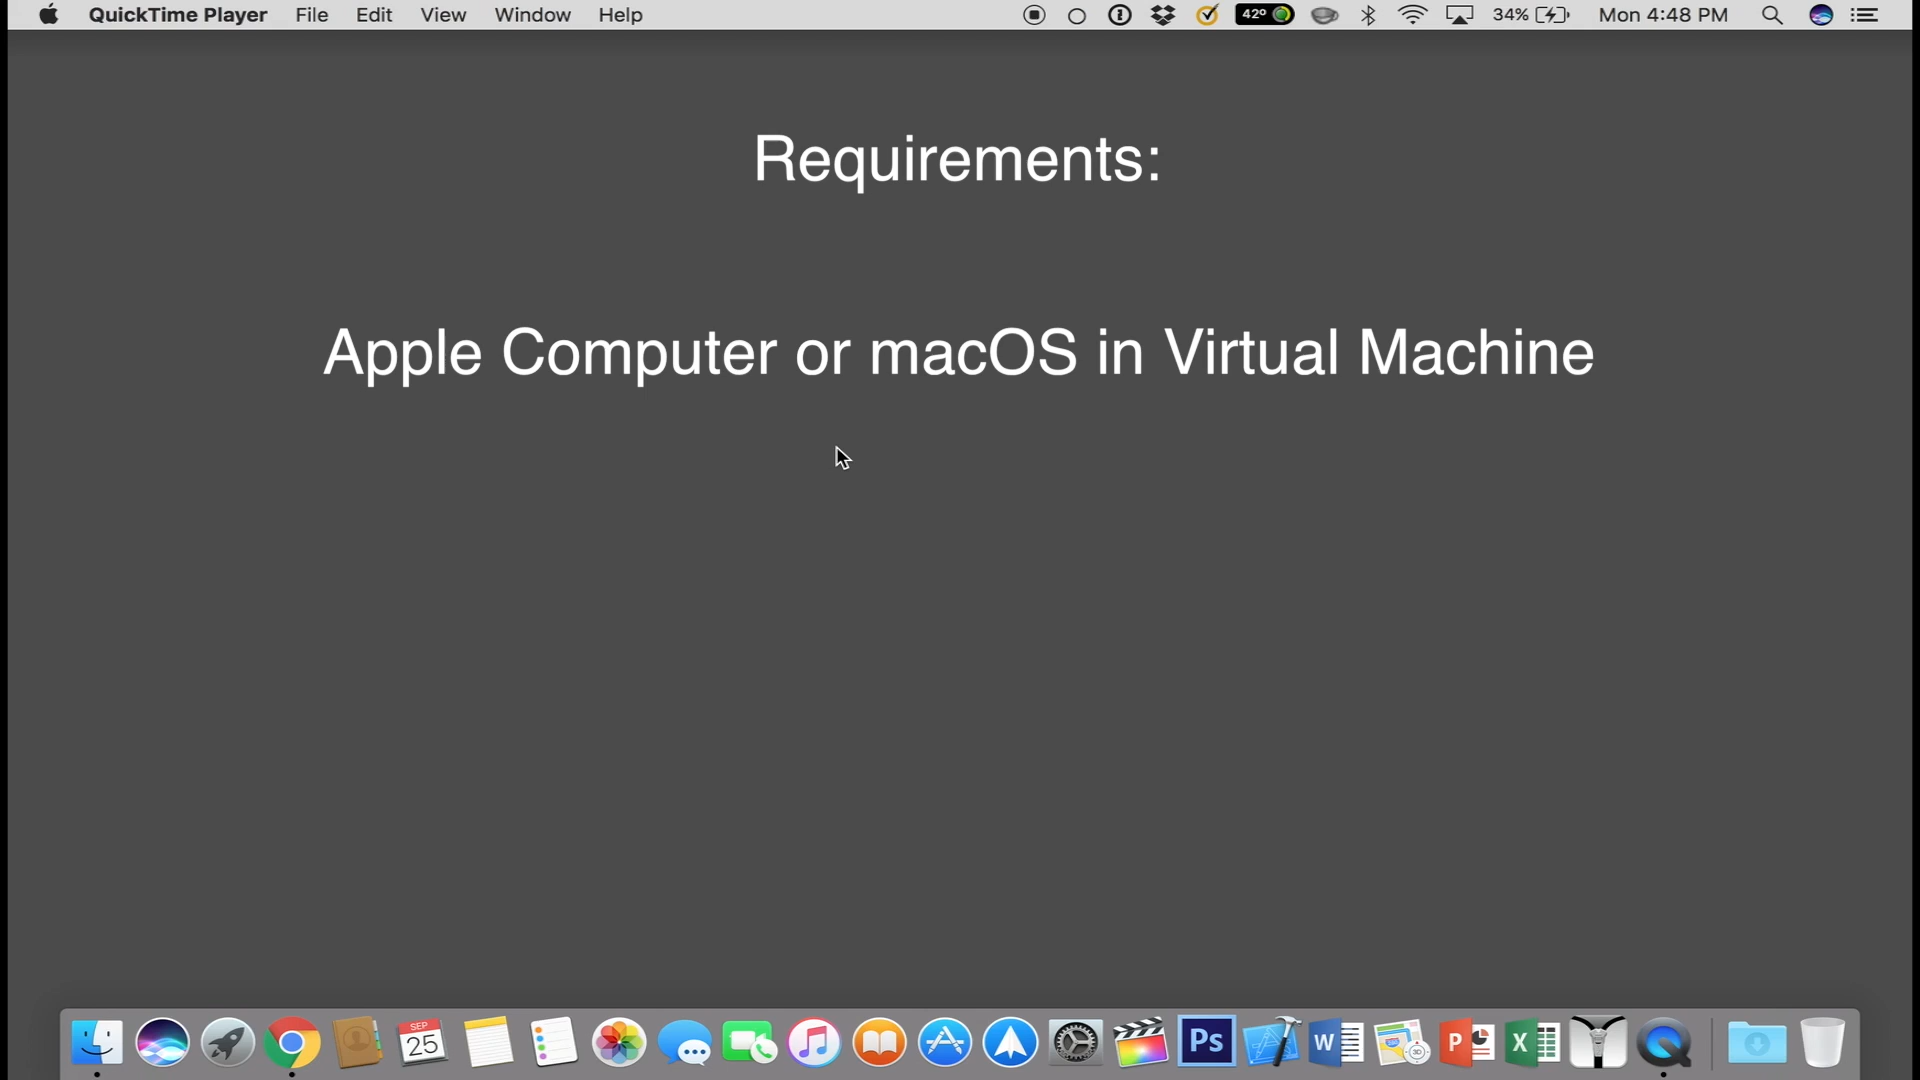 QuickTime Player File Edit View Window Help 42° 34% Mon 4:48 PM
Requirements:
Apple Computer or macOS in Virtual Machine
SEP
25
Ps
W
3D
P
X